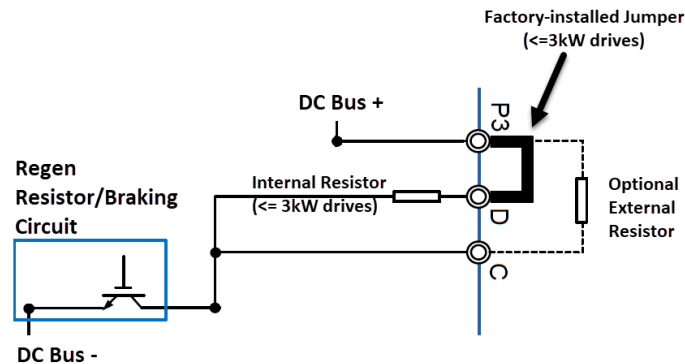 Factory-installed Jumper
(<=3kW drives)
DC Bus +
P3
Regen
Resistor/Braking
Circuit
Internal Resistor
(<= 3kW drives)
D
Optional
External
Resistor
C
DC Bus -